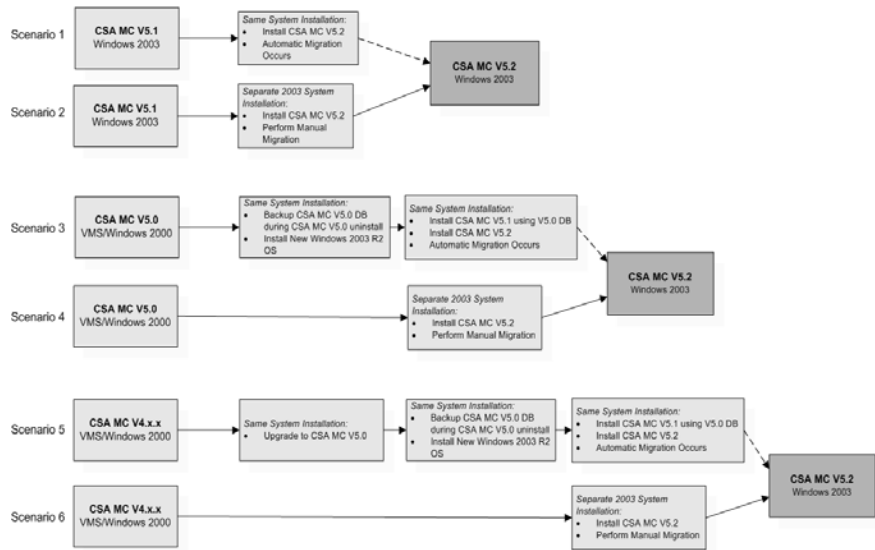 Scenario 1
CSA MC V5.1
Windows 2003
Same System Installation:
• Install CSA MC V5.2
• Automatic Migration
Occurs
CSA MC V5.2
Windows 2003
Scenario 2
CSA MC V5.1
Windows 2003
Separate 2003 System
Installation:
• Install CSA MC V5.2
• Perform Manual
Migration
Scenario 3
CSA MC V5.0
VMS/Windows 2000
Same System Installation:
• Backup CSA MC V5.0 DB
during CSA MC V5.0 uninstall
• Install New Windows 2003 R2
OS
Same System Installation:
• Install CSA MC V5.1 using V5.0 DB
• Install CSA MC V5.2
• Automatic Migration Occurs
CSA MC V5.2
Windows 2003
Scenario 4
CSA MC V5.0
VMS/Windows 2000
Separate 2003 System
Installation:
• Install CSA MC V5.2
• Perform Manual Migration
Scenario 5
CSA MC V4.x.x
VMS/Windows 2000
Same System Installation:
• Upgrade to CSA MC V5.0
Same System Installation:
• Backup CSA MC V5.0 DB
during CSA MC V5.0 uninstall
• Install New Windows 2003 R2
OS
Same System Installation:
• Install CSA MC V5.1 using V5.0 DB
• Install CSA MC V5.2
• Automatic Migration Occurs
CSA MC V5.2
Windows 2003
Scenario 6
CSA MC V4.x.x
VMS/Windows 2000
Separate 2003 System
Installation:
• Install CSA MC V5.2
• Perform Manual Migration